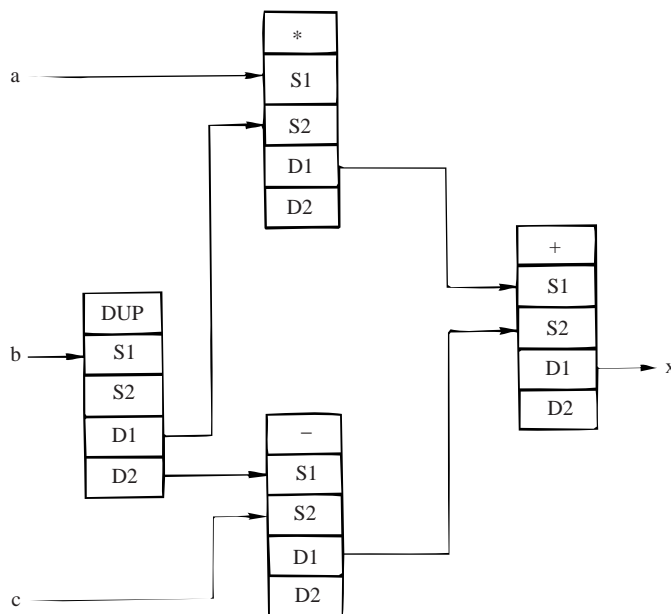 a
*
S1
S2
D1
D2
b
DUP
S1
S2
D1
D2
c
−
S1
S2
D1
D2
+
S1
S2
D1
D2
x